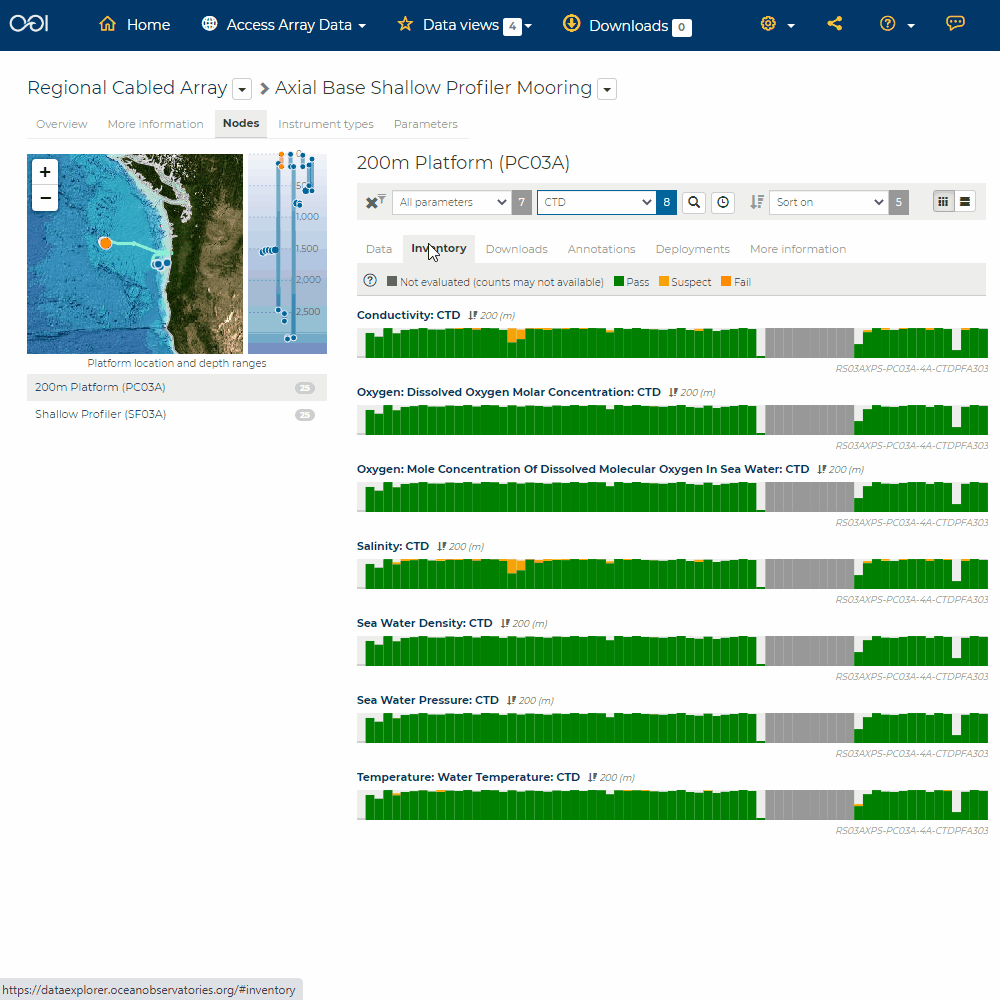 OOI Home Access Array Data Data views 4 Downloads 0
Regional Cabled Array Axial Base Shallow Profiler Mooring
Overview More information Nodes Instrument types Parameters
+
−
0
500
1,000
1,500
2,000
2,500
Platform location and depth ranges
200m Platform (PC03A) 25
Shallow Profiler (SF03A) 25
200m Platform (PC03A)
All parameters 7 CTD 8 Sort on 5
Data Inventory Downloads Annotations Deployments More information
Not evaluated (counts may not available) Pass Suspect Fail
Conductivity: CTD 200 (m)
RS03AXPS-PC03A-4A-CTDPFA303
Oxygen: Dissolved Oxygen Molar Concentration: CTD 200 (m)
RS03AXPS-PC03A-4A-CTDPFA303
Oxygen: Mole Concentration Of Dissolved Molecular Oxygen In Sea Water: CTD 200 (m)
RS03AXPS-PC03A-4A-CTDPFA303
Salinity: CTD 200 (m)
RS03AXPS-PC03A-4A-CTDPFA303
Sea Water Density: CTD 200 (m)
RS03AXPS-PC03A-4A-CTDPFA303
Sea Water Pressure: CTD 200 (m)
RS03AXPS-PC03A-4A-CTDPFA303
Temperature: Water Temperature: CTD 200 (m)
RS03AXPS-PC03A-4A-CTDPFA303
https://dataexplorer.oceanobservatories.org/#inventory